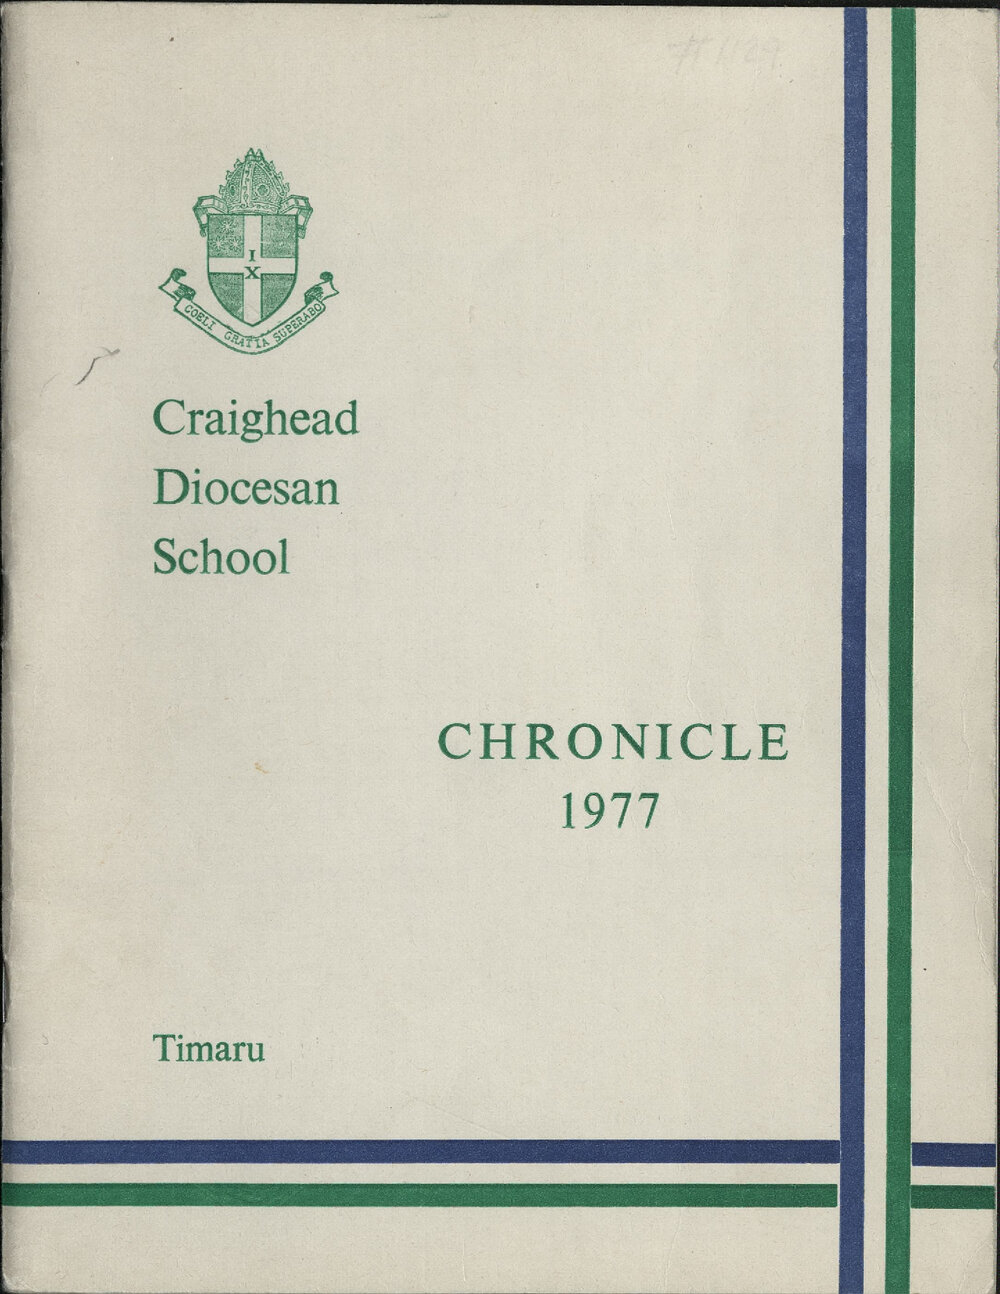 I
X
COELI GRATIA SUPERABO
Craighead
Diocesan
School
CHRONICLE
1977
Timaru